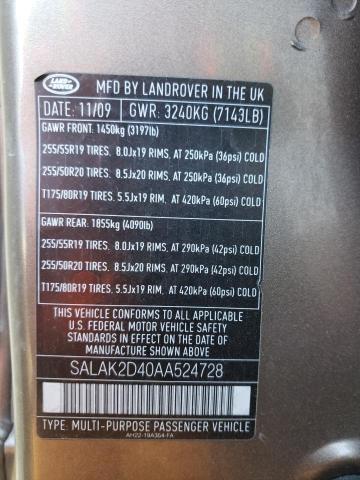 LAND-
ROVER
MFD BY LANDROVER IN THE UK
DATE: 11/09 GWR: 3240KG (7143LB)
GAWR FRONT: 1450kg (3197lb)
255/55R19 TIRES, 8.0Jx19 RIMS, AT 250kPa (36psi) COLD
255/50R20 TIRES, 8.5Jx20 RIMS, AT 250kPa (36psi) COLD
T175/80R19 TIRES, 5.5Jx19 RIMS, AT 420kPa (60psi) COLD
GAWR REAR: 1855kg (4090lb)
255/55R19 TIRES, 8.0Jx19 RIMS, AT 290kPa (42psi) COLD
255/50R20 TIRES, 8.5Jx20 RIMS, AT 290kPa (42psi) COLD
T175/80R19 TIRES, 5.5Jx19 RIMS, AT 420kPa (60psi) COLD
THIS VEHICLE CONFORMS TO ALL APPLICABLE
U.S. FEDERAL MOTOR VEHICLE SAFETY
STANDARDS IN EFFECT ON THE DATE OF
MANUFACTURE SHOWN ABOVE
SALAK2D40AA524728
TYPE: MULTI-PURPOSE PASSENGER VEHICLE
AH22-19A364-FA